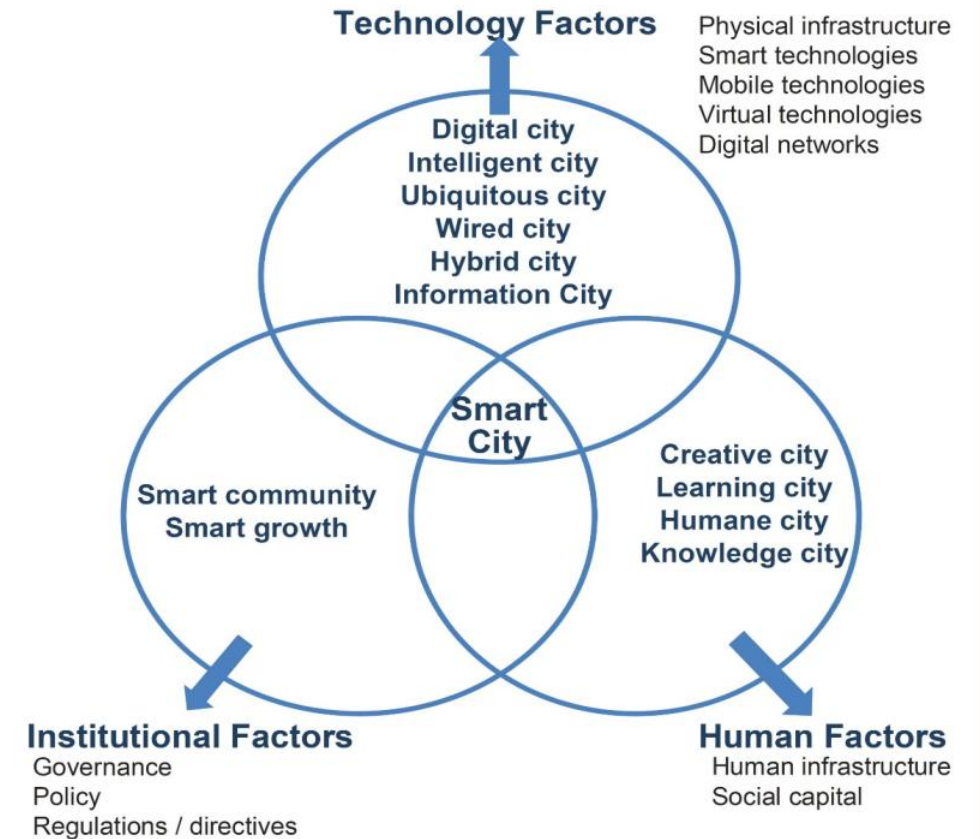 Technology Factors
Physical infrastructure
Smart technologies
Mobile technologies
Virtual technologies
Digital networks
Digital city
Intelligent city
Ubiquitous city
Wired city
Hybrid city
Information City
Smart
City
Smart community
Smart growth
Creative city
Learning city
Humane city
Knowledge city
Institutional Factors
Governance
Policy
Regulations / directives
Human Factors
Human infrastructure
Social capital